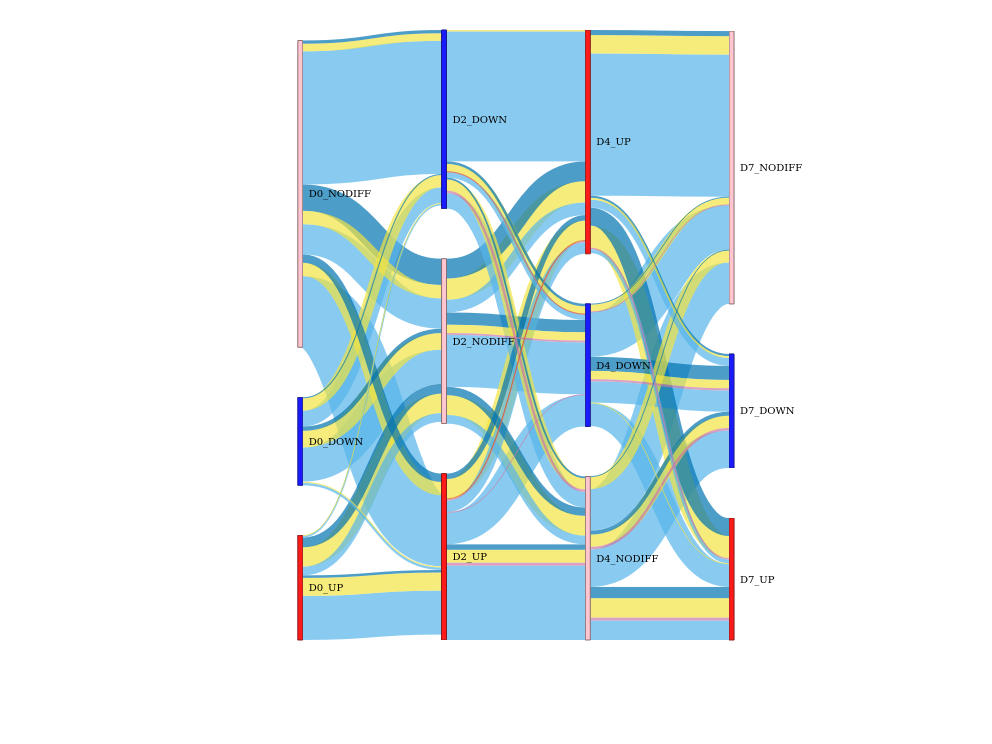 D0_NODIFF
D0_DOWN
D0_UP
D2_DOWN
D2_NODIFF
D2_UP
D4_UP
D4_DOWN
D4_NODIFF
D7_NODIFF
D7_DOWN
D7_UP